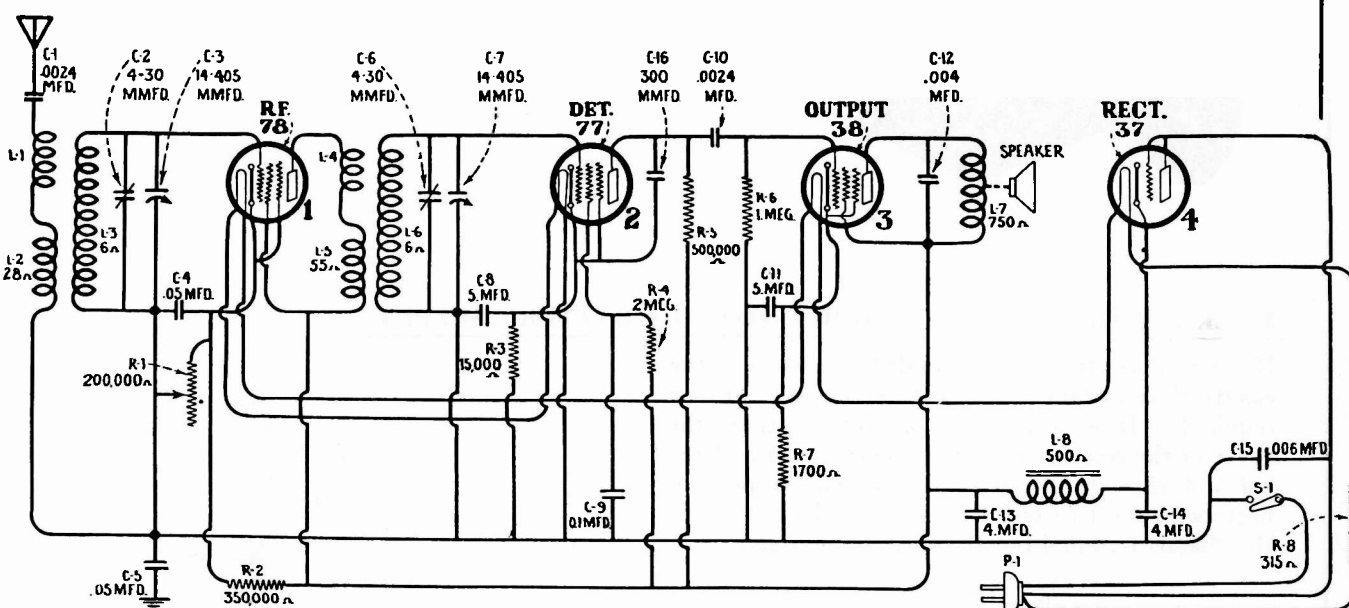 C-1
.0024
MFD.
C-2
4-30
MMFD.
C-3
14-405
MMFD.
R.F.
78
C-6
4-30
MMFD.
C-7
14-405
MMFD.
DET.
77
C-16
300
MMFD.
C-10
.0024
MFD.
OUTPUT
38
C-12
.004
MFD.
RECT.
37
SPEAKER
L-1
L-2
28Ω
L-3
6Ω
1
L-4
L-5
55Ω
L-6
6Ω
2
R-5
500,000
Ω
R-6
1.MEG.
3
L-7
750Ω
4
C-4
.05 MFD.
C-8
5.MFD.
R-4
2 MEG.
C-11
5.MFD.
R-1
200,000Ω
R-3
15,000
Ω
R-7
1700Ω
L-8
500Ω
C-15
.006 MFD
S-1
C-9
0.1 MFD.
C-13
4.MFD.
C-14
4.MFD.
R-8
315Ω
C-5
.05 MFD.
R-2
350,000Ω
P-1